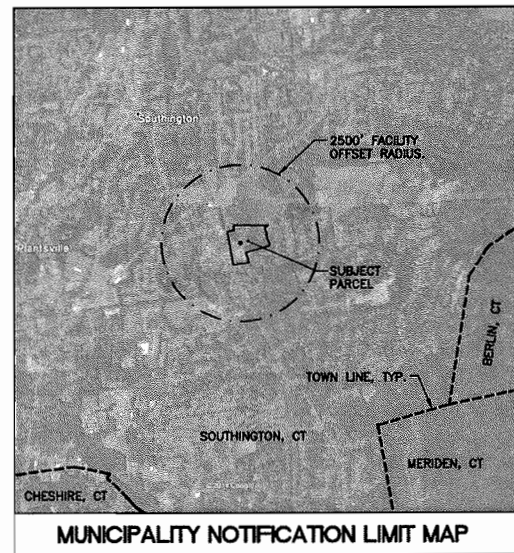 Southington
2500' FACILITY
OFFSET RADIUS.
Plantsville
SUBJECT
PARCEL
BERLIN, CT
TOWN LINE, TYP.
SOUTHINGTON, CT
MERIDEN, CT
CHESHIRE, CT
MUNICIPALITY NOTIFICATION LIMIT MAP